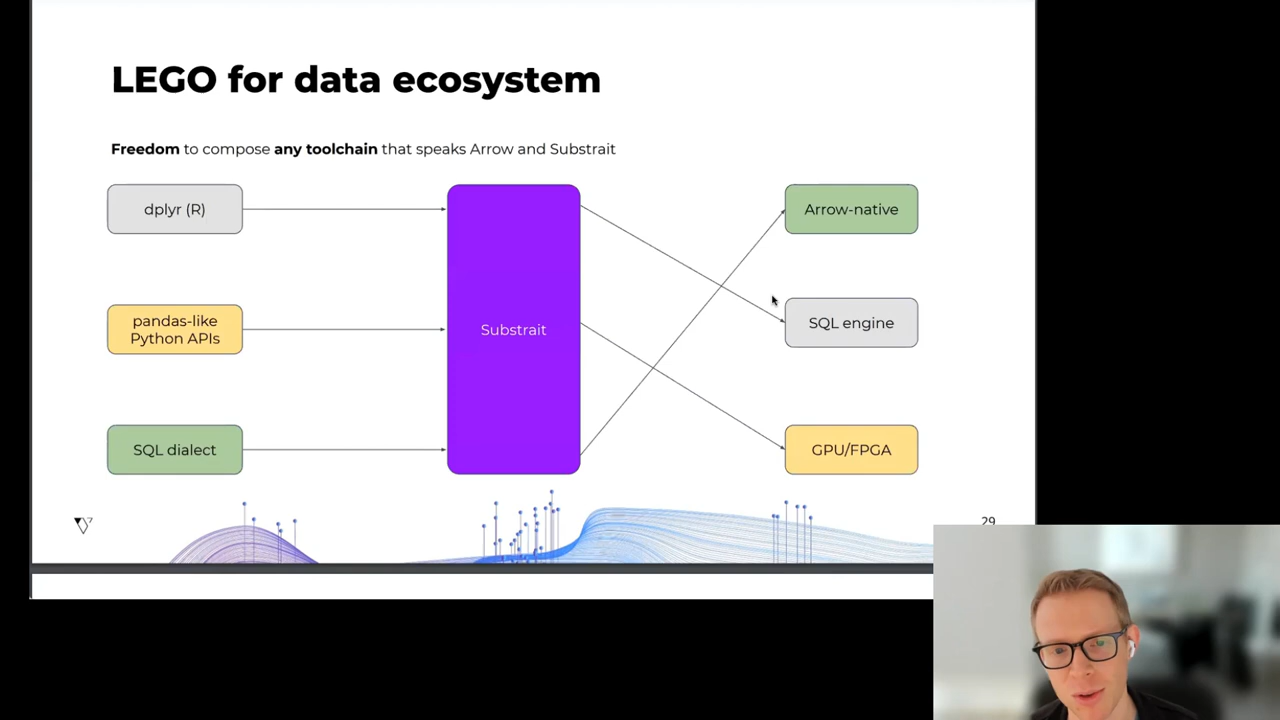 LEGO for data ecosystem
Freedom to compose any toolchain that speaks Arrow and Substrait
dplyr (R)
Arrow-native
pandas-like
Python APIs
Substrait
SQL engine
SQL dialect
GPU/FPGA
29